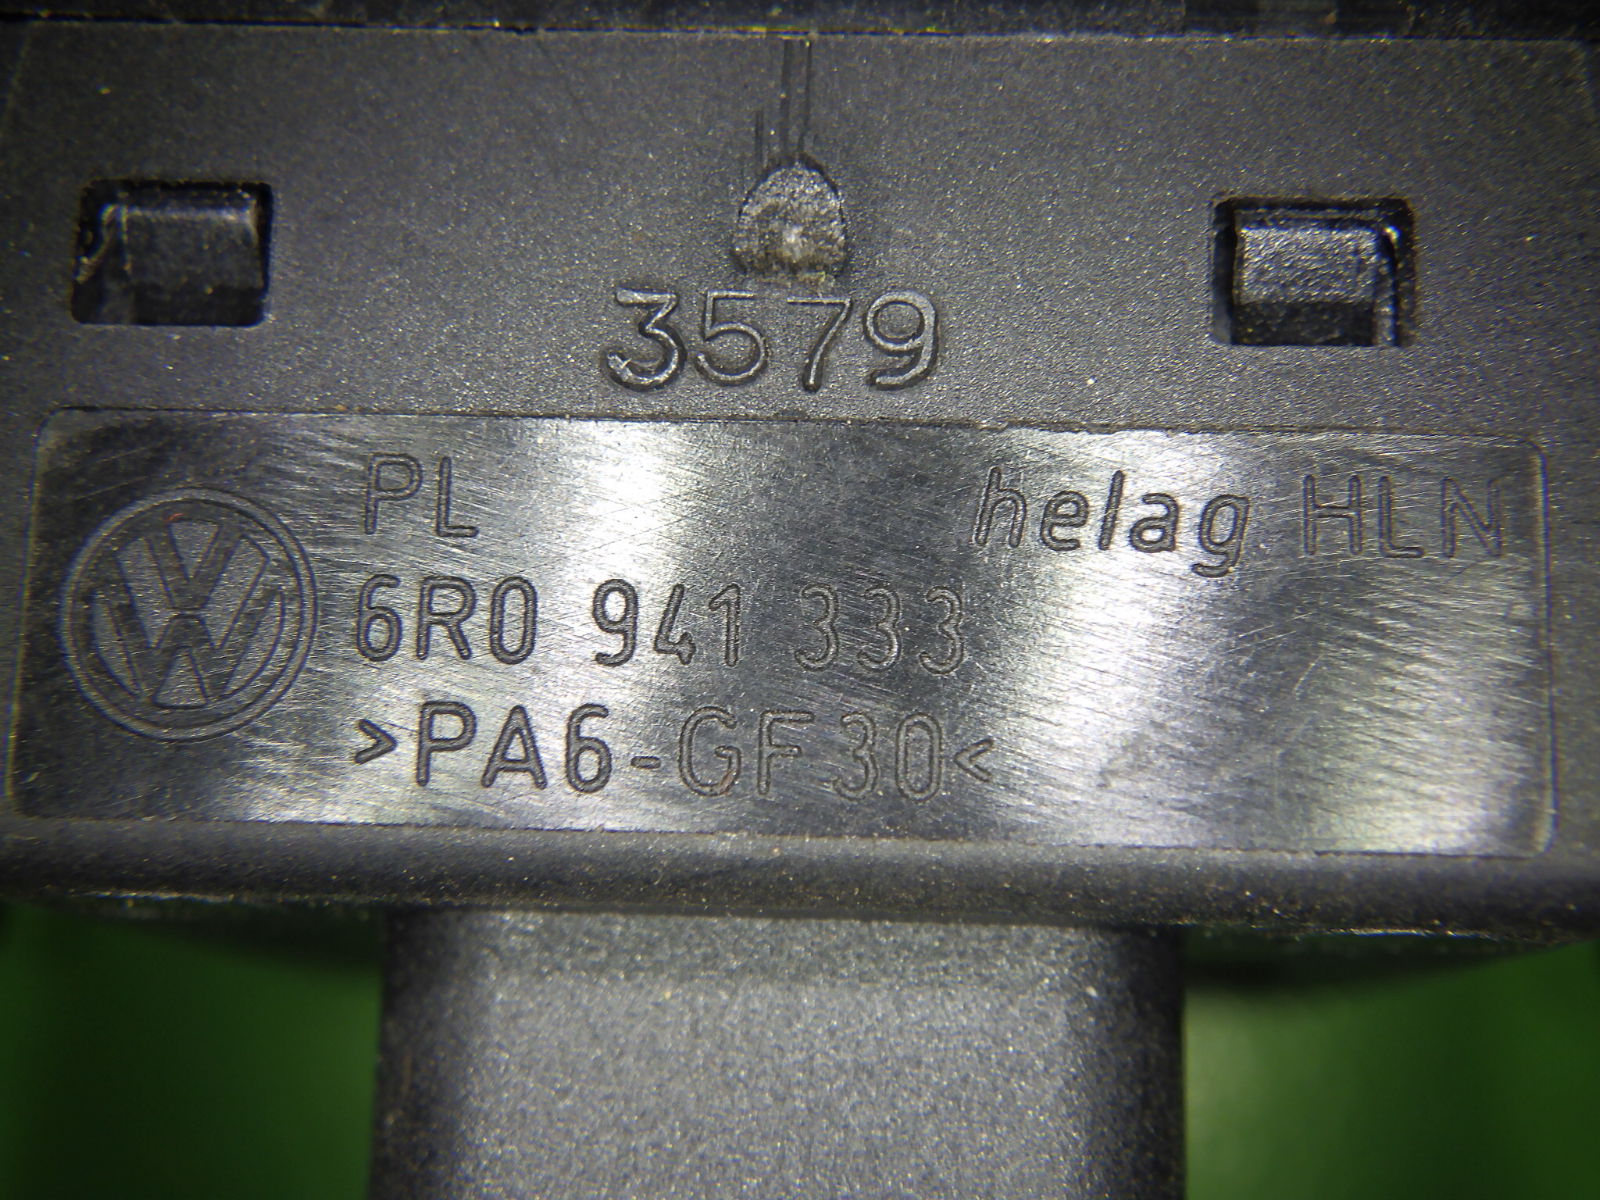 3579
PL helag HLN
6R0 941 333
>PA6-GF30<